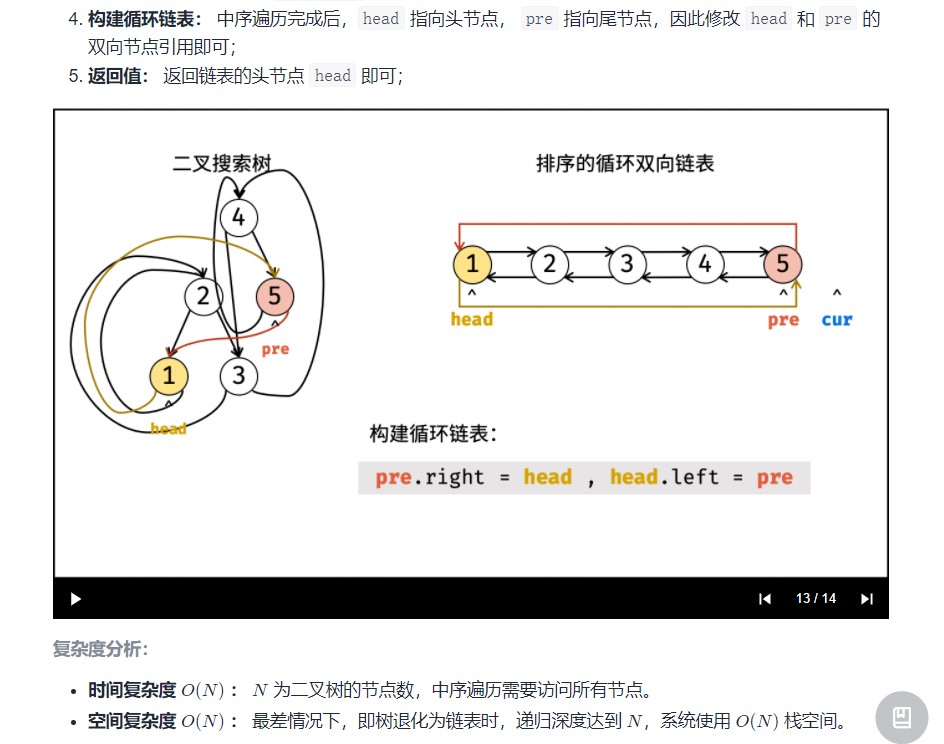 4. 构建循环链表： 中序遍历完成后，head 指向头节点， pre 指向尾节点，因此修改 head 和 pre 的
双向节点引用即可；
5. 返回值： 返回链表的头节点 head 即可；
二叉搜索树
排序的循环双向链表
4
2
5
^
pre
1
3
^
head
1 2 3 4 5
^ ^ ^
head pre cur
构建循环链表：
pre.right = head , head.left = pre
13 / 14
复杂度分析：
• 时间复杂度 O(N) ： N 为二叉树的节点数，中序遍历需要访问所有节点。
• 空间复杂度 O(N) ： 最差情况下，即树退化为链表时，递归深度达到 N，系统使用 O(N) 栈空间。